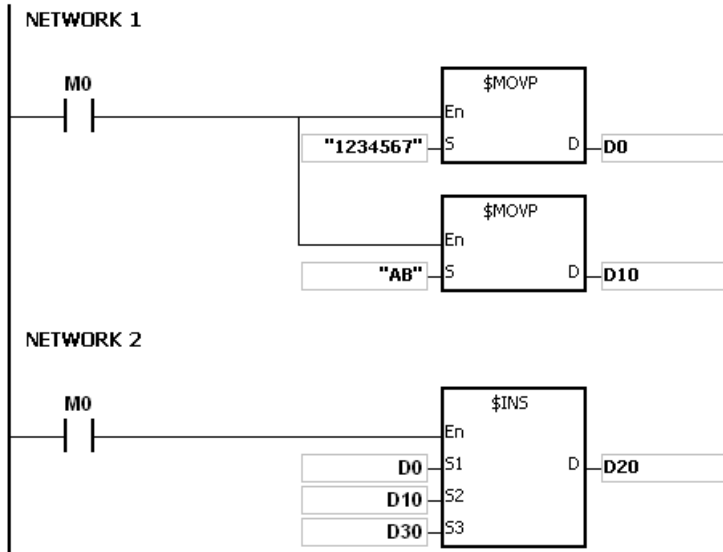 NETWORK 1
M0
$MOVP
En
"1234567" S D D0
$MOVP
En
"AB" S D D10
NETWORK 2
M0
$INS
En
D0 S1 D D20
D10 S2
D30 S3